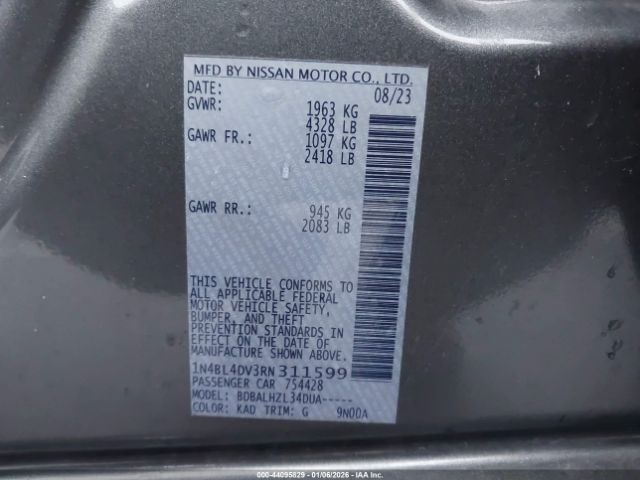 MFD BY NISSAN MOTOR CO., LTD.
DATE: 08/23
GVWR: 1963 KG
4328 LB
GAWR FR.: 1097 KG
2418 LB
GAWR RR.: 945 KG
2083 LB
THIS VEHICLE CONFORMS TO
ALL APPLICABLE FEDERAL
MOTOR VEHICLE SAFETY,
BUMPER, AND THEFT
PREVENTION STANDARDS IN
EFFECT ON THE DATE OF
MANUFACTURE SHOWN ABOVE.
1N4BL4DV3RN311599
PASSENGER CAR 754428
MODEL: BDBALHZL34DUA-----
COLOR: KAD TRIM: G 9N00A
000-44095829 - 01/06/2026 - IAA Inc.